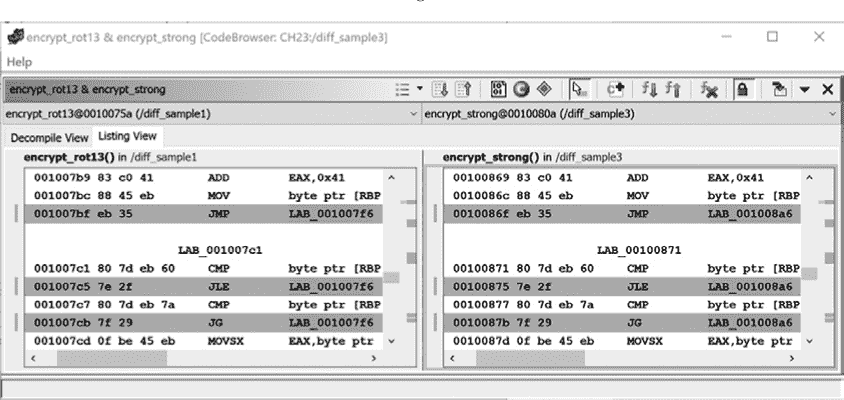 encrypt_rot13 & encrypt_strong [CodeBrowser: CH23:/diff_sample3]
Help
encrypt_rot13 & encrypt_strong
encrypt_rot13@0010075a (/diff_sample1) encrypt_strong@0010080a (/diff_sample3)
Decompile View Listing View
encrypt_rot13() in /diff_sample1
001007b9 83 c0 41 ADD EAX,0x41
001007bc 88 45 eb MOV byte ptr [RBP
001007bf eb 35 JMP LAB_001007f6
LAB_001007c1
001007c1 80 7d eb 60 CMP byte ptr [RBP
001007c5 7e 2f JLE LAB_001007f6
001007c7 80 7d eb 7a CMP byte ptr [RBP
001007cb 7f 29 JG LAB_001007f6
001007cd 0f be 45 eb MOVSX EAX,byte ptr
encrypt_strong() in /diff_sample3
00100869 83 c0 41 ADD EAX,0x41
0010086c 88 45 eb MOV byte ptr [RBP
0010086f eb 35 JMP LAB_001008a6
LAB_00100871
00100871 80 7d eb 60 CMP byte ptr [RBP
00100875 7e 2f JLE LAB_001008a6
00100877 80 7d eb 7a CMP byte ptr [RBP
0010087b 7f 29 JG LAB_001008a6
0010087d 0f be 45 eb MOVSX EAX,byte ptr